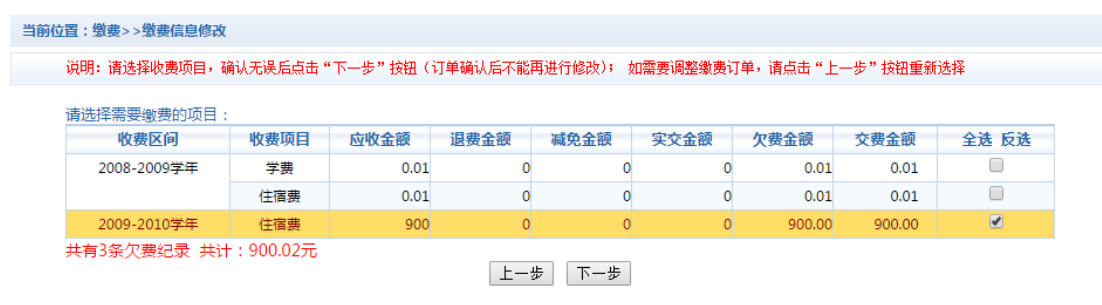 当前位置：缴费>>缴费信息修改
说明：请选择收费项目，确认无误后点击“下一步”按钮（订单确认后不能再进行修改）； 如需要调整缴费订单，请点击“上一步”按钮重新选择
请选择需要缴费的项目：
收费区间 收费项目 应收金额 退费金额 减免金额 实交金额 欠费金额 交费金额 全选 反选
2008-2009学年 学费 0.01 0 0 0 0.01 0.01
住宿费 0.01 0 0 0 0.01 0.01
2009-2010学年 住宿费 900 0 0 0 900.00 900.00
共有3条欠费纪录 共计：900.02元
上一步 下一步